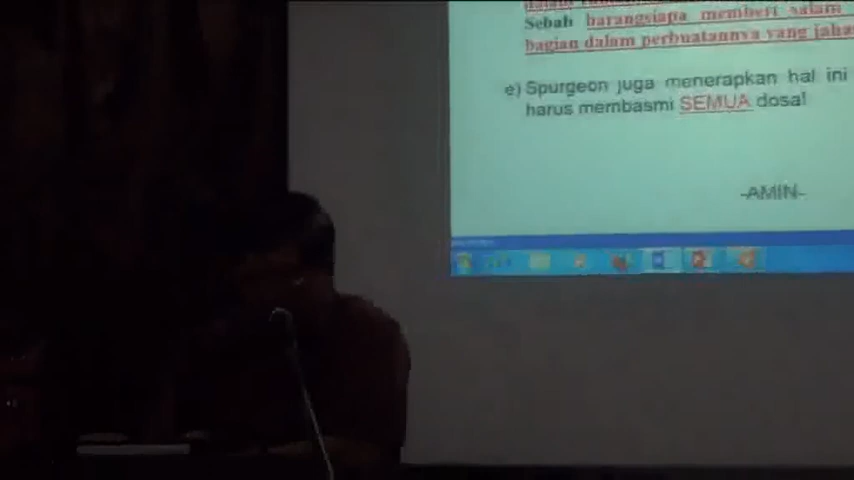 Sebab barangsiapa memberi salam
bagian dalam perbuatannya yang jahat
e) Spurgeon juga menerapkan hal ini
harus membasmi SEMUA dosa!
-AMIN-